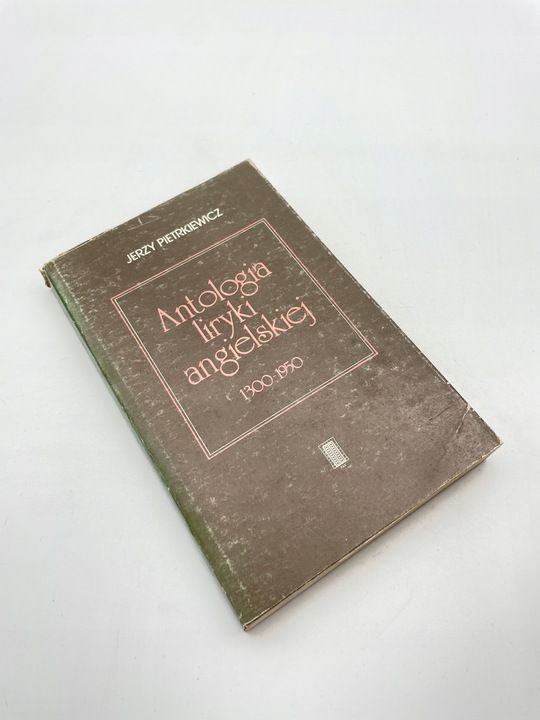 JERZY PIETRKIEWICZ
Antologia
liryki
angielskiej
1300-1950